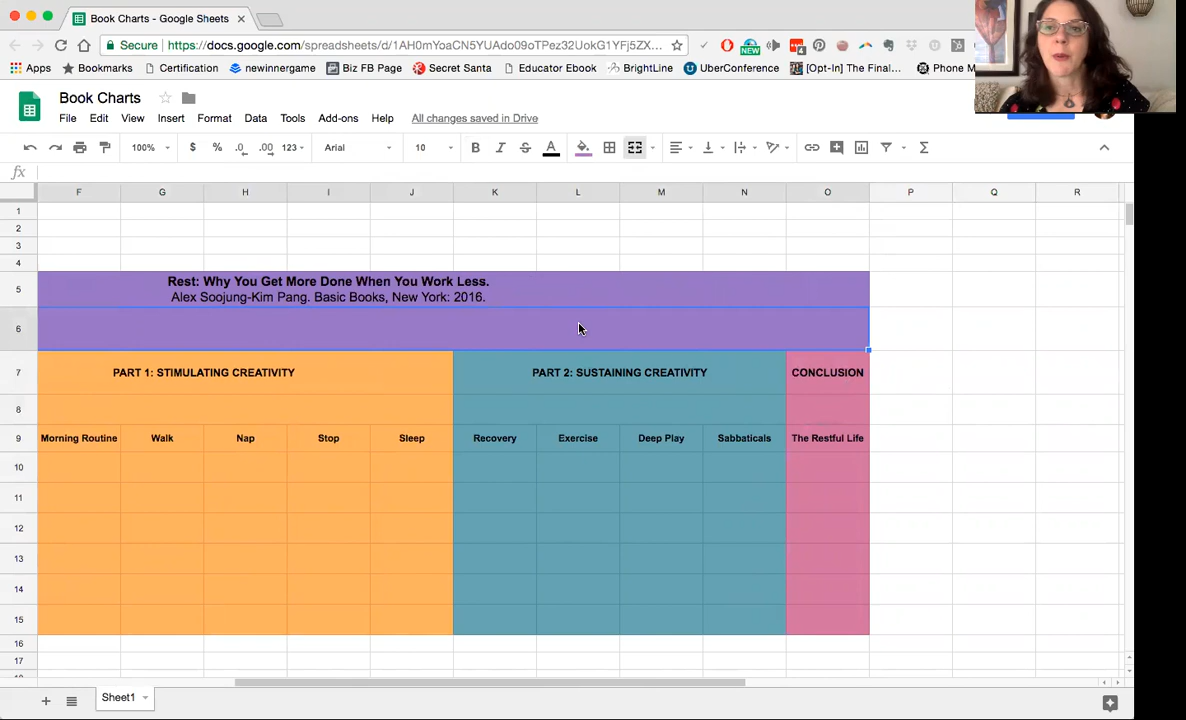 Book Charts - Google Sheets
Secure https://docs.google.com/spreadsheets/d/1AH0mYoaCN5YUAdo09oTPez32UokG1YFj5ZX...
NEW
4
Apps Bookmarks Certification newinnergame Biz FB Page Secret Santa Educator Ebook BrightLine UberConference [Opt-In] The Final... Phone M
Book Charts
File Edit View Insert Format Data Tools Add-ons Help All changes saved in Drive
100% $ % .0 .00 123 Arial 10 B I S A Σ
fx
F G H I J K L M N O P Q R
1
2
3
4
5
Rest: Why You Get More Done When You Work Less.
Alex Soojung-Kim Pang. Basic Books, New York: 2016.
6
7 PART 1: STIMULATING CREATIVITY PART 2: SUSTAINING CREATIVITY CONCLUSION
8
9 Morning Routine Walk Nap Stop Sleep Recovery Exercise Deep Play Sabbaticals The Restful Life
10
11
12
13
14
15
16
17
Sheet1